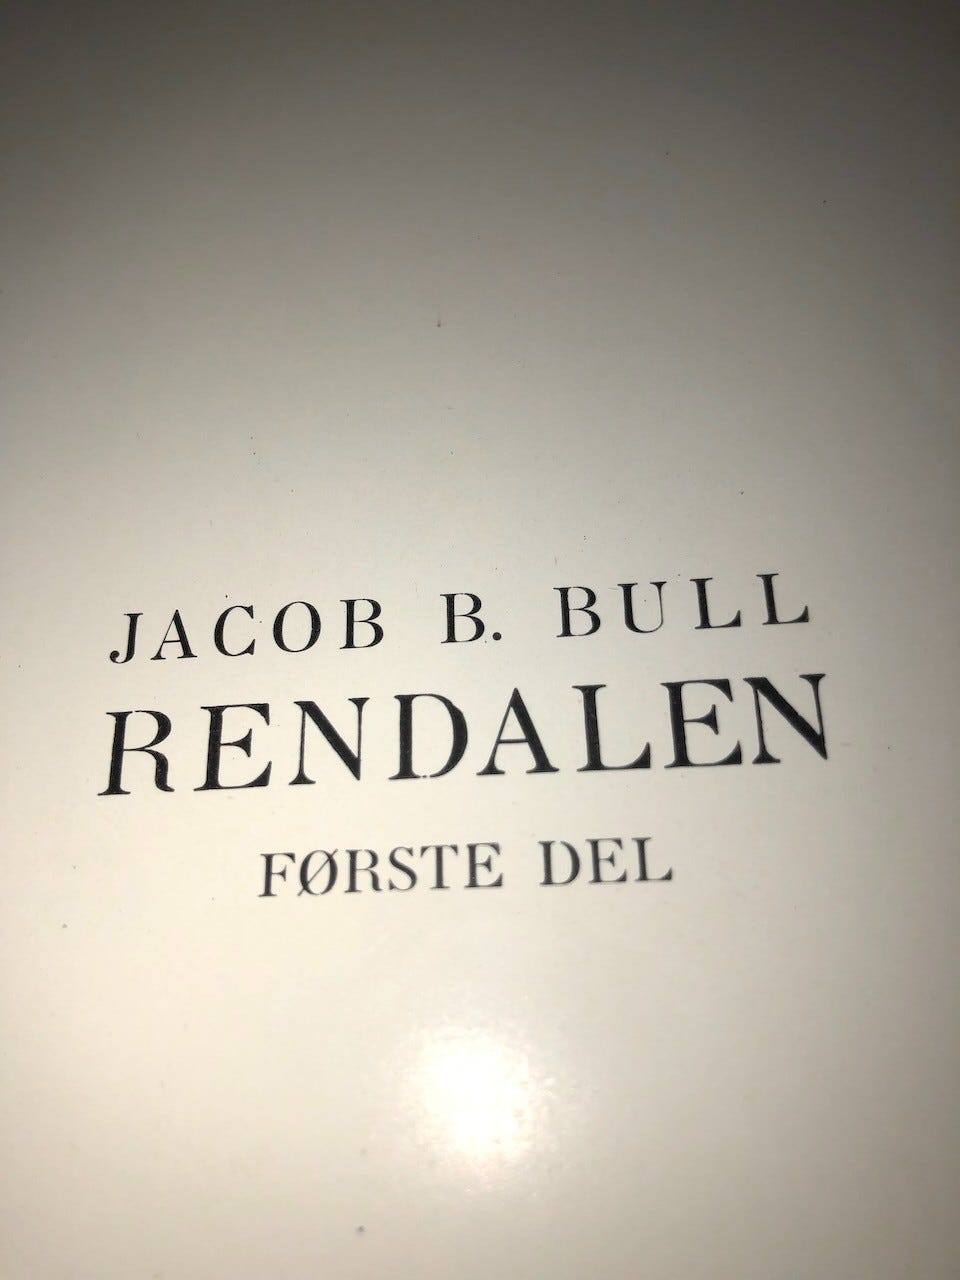 JACOB B. BULL
RENDALEN
FØRSTE DEL